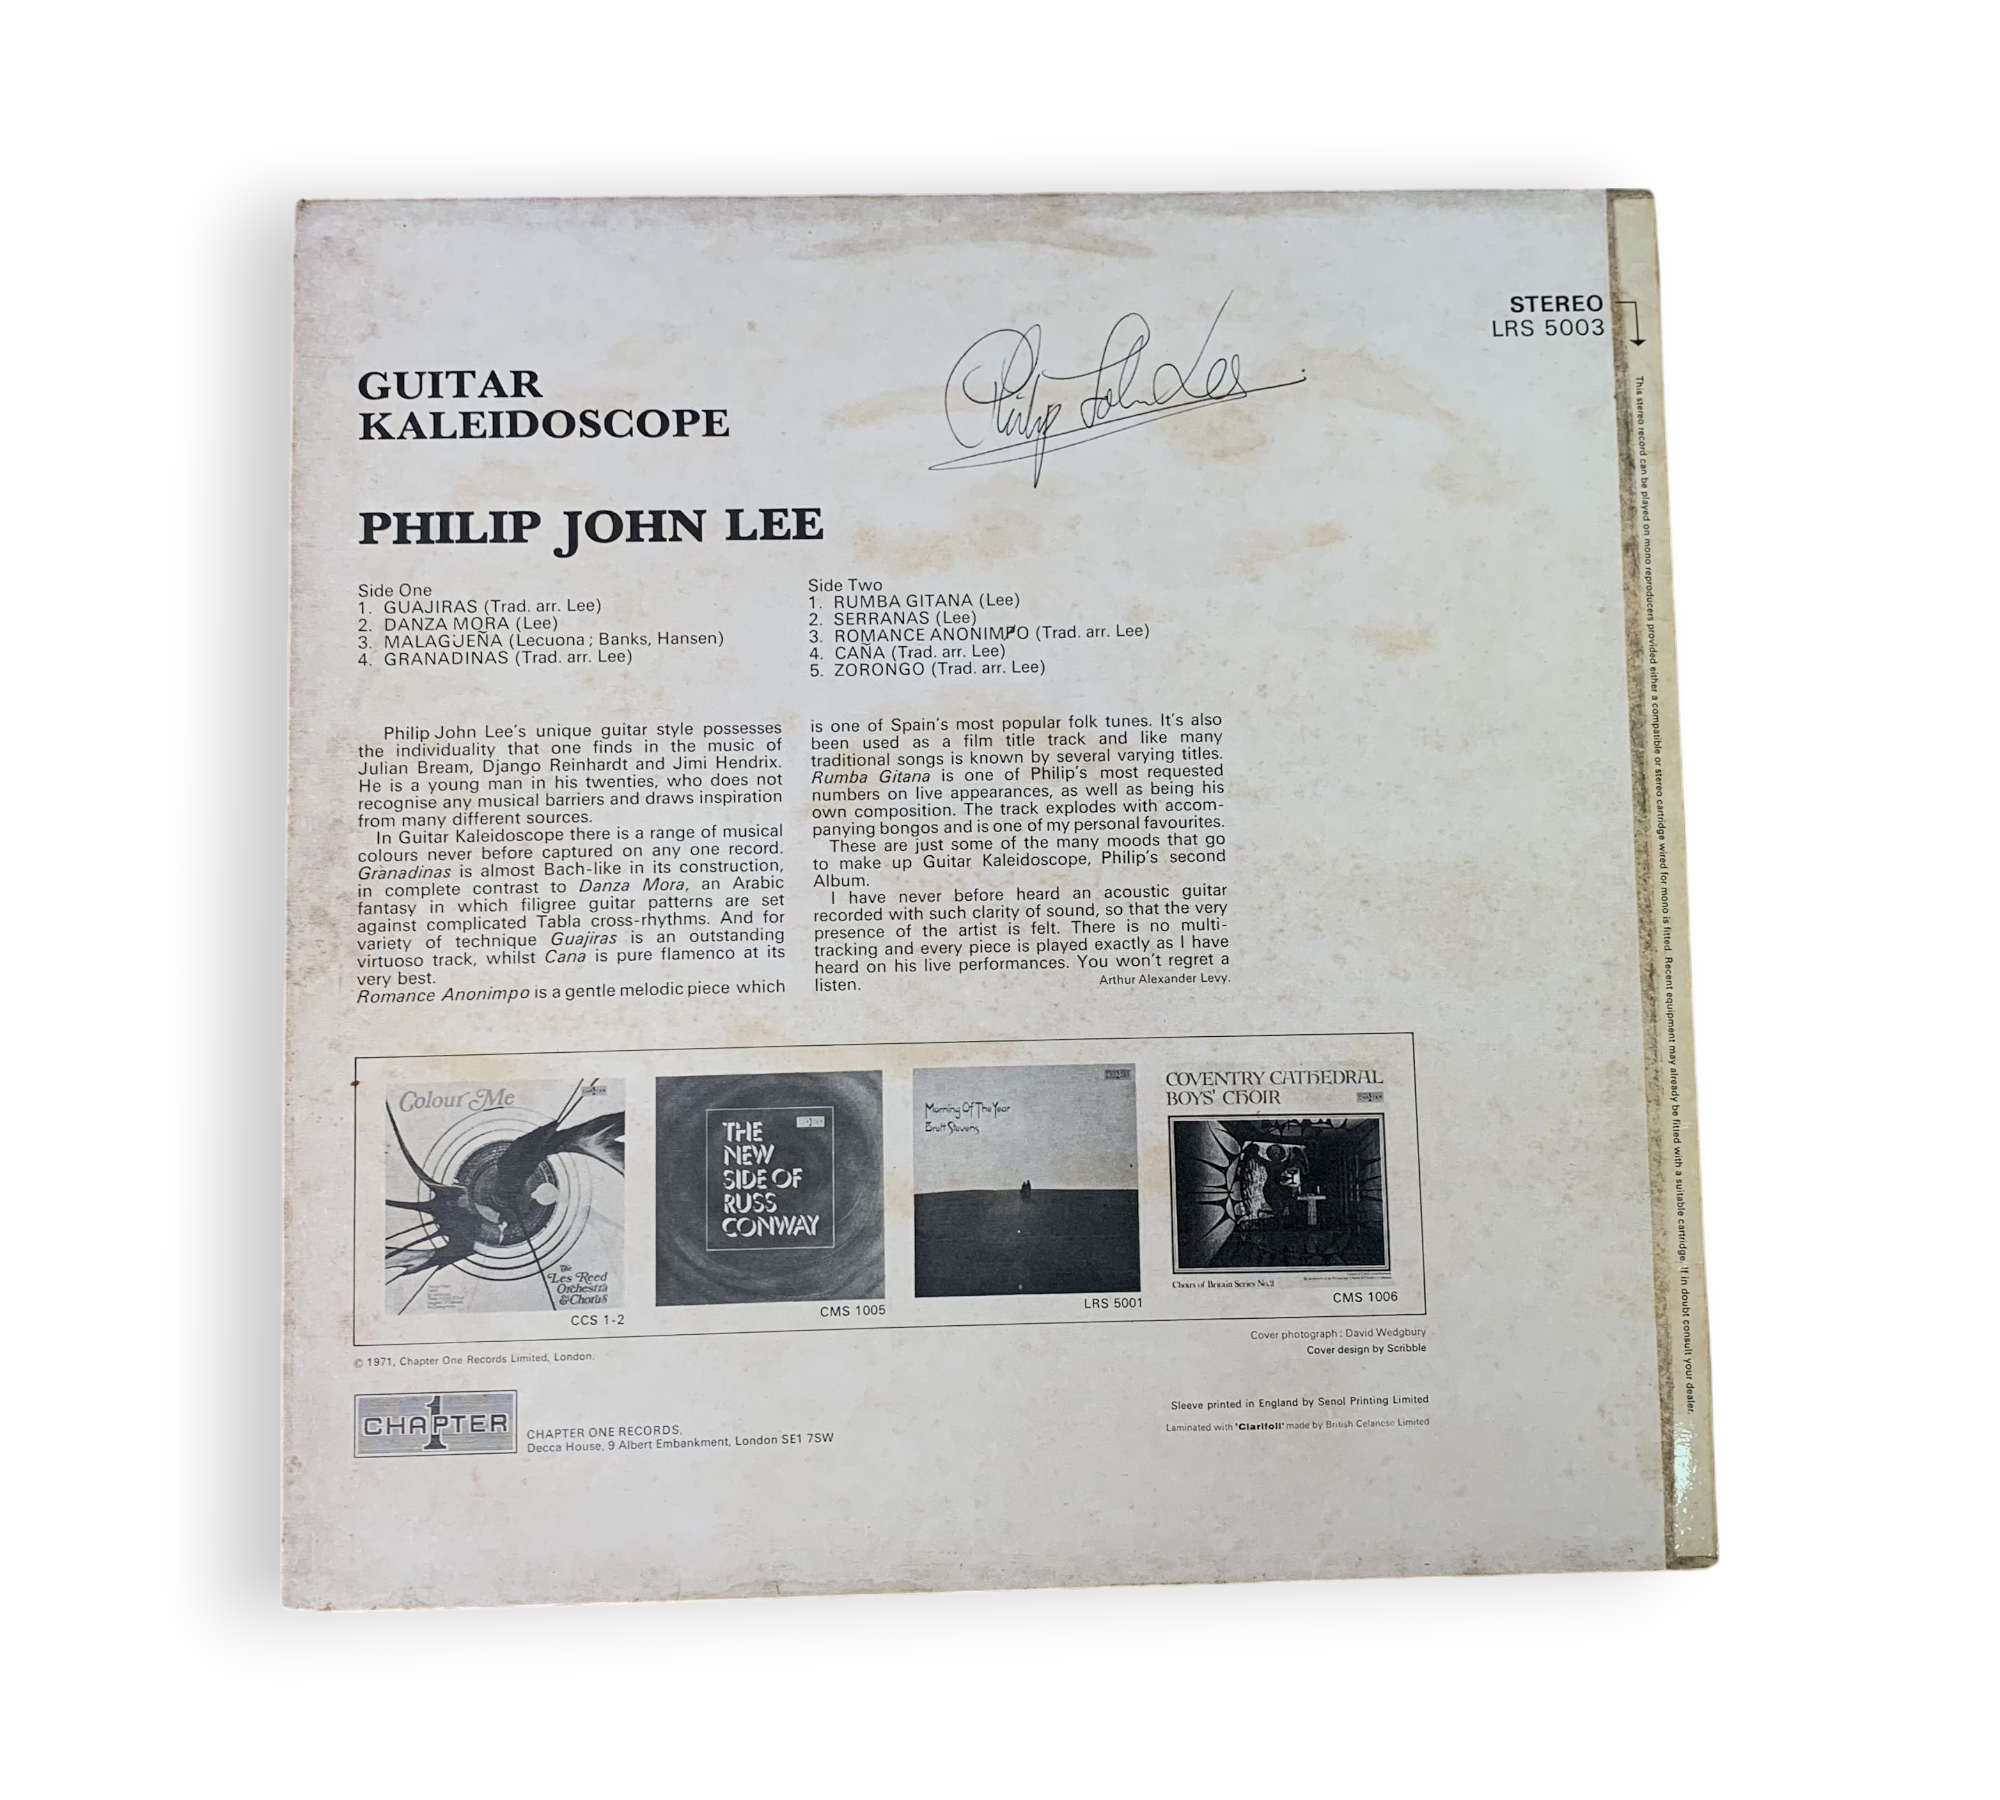 STEREO
LRS 5003
Philip John Lee
GUITAR
KALEIDOSCOPE
PHILIP JOHN LEE
Side One
1. GUAJIRAS (Trad. arr. Lee)
2. DANZA MORA (Lee)
3. MALAGUEÑA (Lecuona ; Banks, Hansen)
4. GRANADINAS (Trad. arr. Lee)
Side Two
1. RUMBA GITANA (Lee)
2. SERRANAS (Lee)
3. ROMANCE ANONIMPO (Trad. arr. Lee)
4. CAÑA (Trad. arr. Lee)
5. ZORONGO (Trad. arr. Lee)
Philip John Lee's unique guitar style possesses
the individuality that one finds in the music of
Julian Bream, Django Reinhardt and Jimi Hendrix.
He is a young man in his twenties, who does not
recognise any musical barriers and draws inspiration
from many different sources.
In Guitar Kaleidoscope there is a range of musical
colours never before captured on any one record.
Granadinas is almost Bach-like in its construction,
in complete contrast to Danza Mora, an Arabic
fantasy in which filigree guitar patterns are set
against complicated Tabla cross-rhythms. And for
variety of technique Guajiras is an outstanding
virtuoso track, whilst Cana is pure flamenco at its
very best.
Romance Anonimpo is a gentle melodic piece which
is one of Spain's most popular folk tunes. It's also
been used as a film title track and like many
traditional songs is known by several varying titles.
Rumba Gitana is one of Philip's most requested
numbers on live appearances, as well as being his
own composition. The track explodes with accom-
panying bongos and is one of my personal favourites.
These are just some of the many moods that go
to make up Guitar Kaleidoscope, Philip's second
Album.
I have never before heard an acoustic guitar
recorded with such clarity of sound, so that the very
presence of the artist is felt. There is no multi-
tracking and every piece is played exactly as I have
heard on his live performances. You won't regret a
listen.
Arthur Alexander Levy.
Colour Me
The
Les Reed
Orchestra
& Chorus
CCS 1-2
THE
NEW
SIDE OF
RUSS
CONWAY
CMS 1005
Morning Of The Year
Brett Stevens
LRS 5001
COVENTRY CATHEDRAL
BOYS' CHOIR
Choirs of Britain Series No.2
CMS 1006
© 1971, Chapter One Records Limited, London.
Cover photograph : David Wedgbury
Cover design by Scribble
CHAPTER
1
CHAPTER ONE RECORDS,
Decca House, 9 Albert Embankment, London SE1 7SW
Sleeve printed in England by Senol Printing Limited
Laminated with 'Clarifoil' made by British Celanese Limited
This stereo record can be played on mono reproducers provided either a compatible or stereo cartridge wired for mono is fitted. Recent equipment may already be fitted with a suitable cartridge. If in doubt consult your dealer.